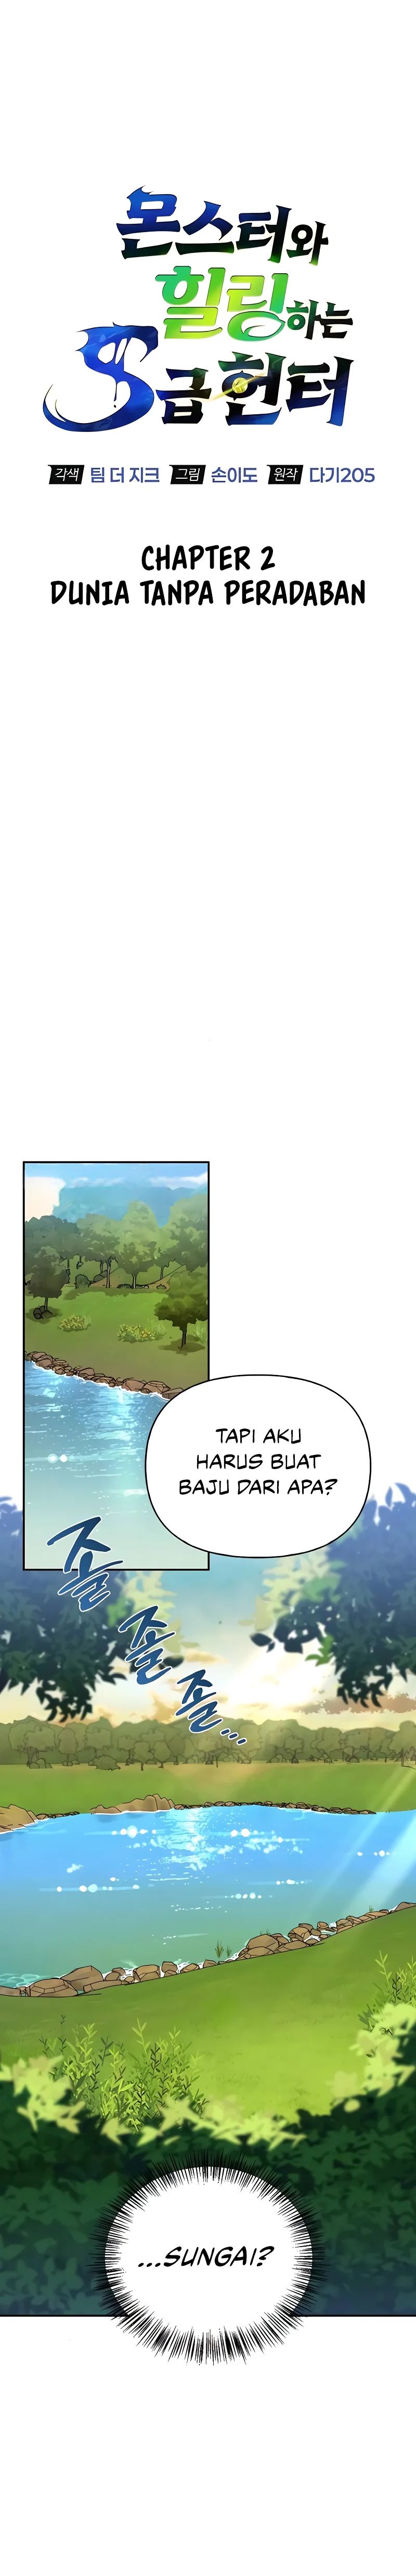 몬스터와
힐링하는
S급 헌터
각색 팀 더 지크 그림 손이도 원작 다기205
CHAPTER 2
DUNIA TANPA PERADABAN
TAPI AKU
HARUS BUAT
BAJU DARI APA?
졸
졸
졸...
...SUNGAI?